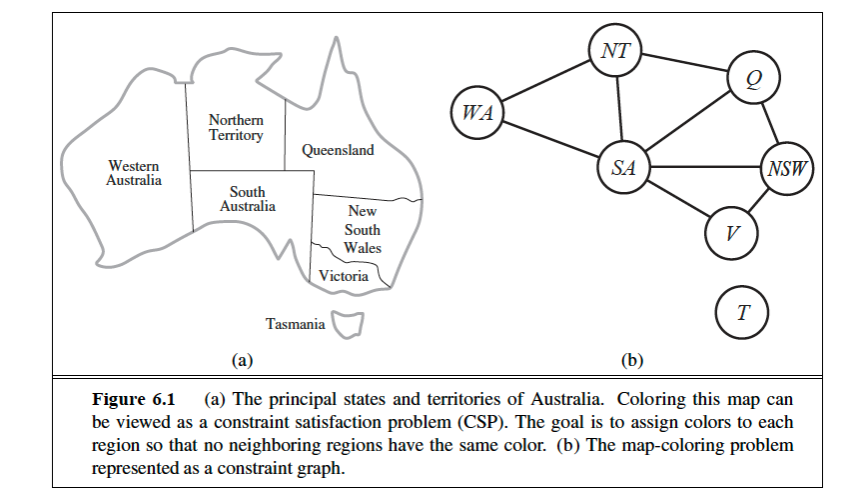 Western
Australia
Northern
Territory
South
Australia
Queensland
New
South
Wales
Victoria
Tasmania
(a)
NT
Q
WA
SA
NSW
V
T
(b)
Figure 6.1 (a) The principal states and territories of Australia. Coloring this map can
be viewed as a constraint satisfaction problem (CSP). The goal is to assign colors to each
region so that no neighboring regions have the same color. (b) The map-coloring problem
represented as a constraint graph.